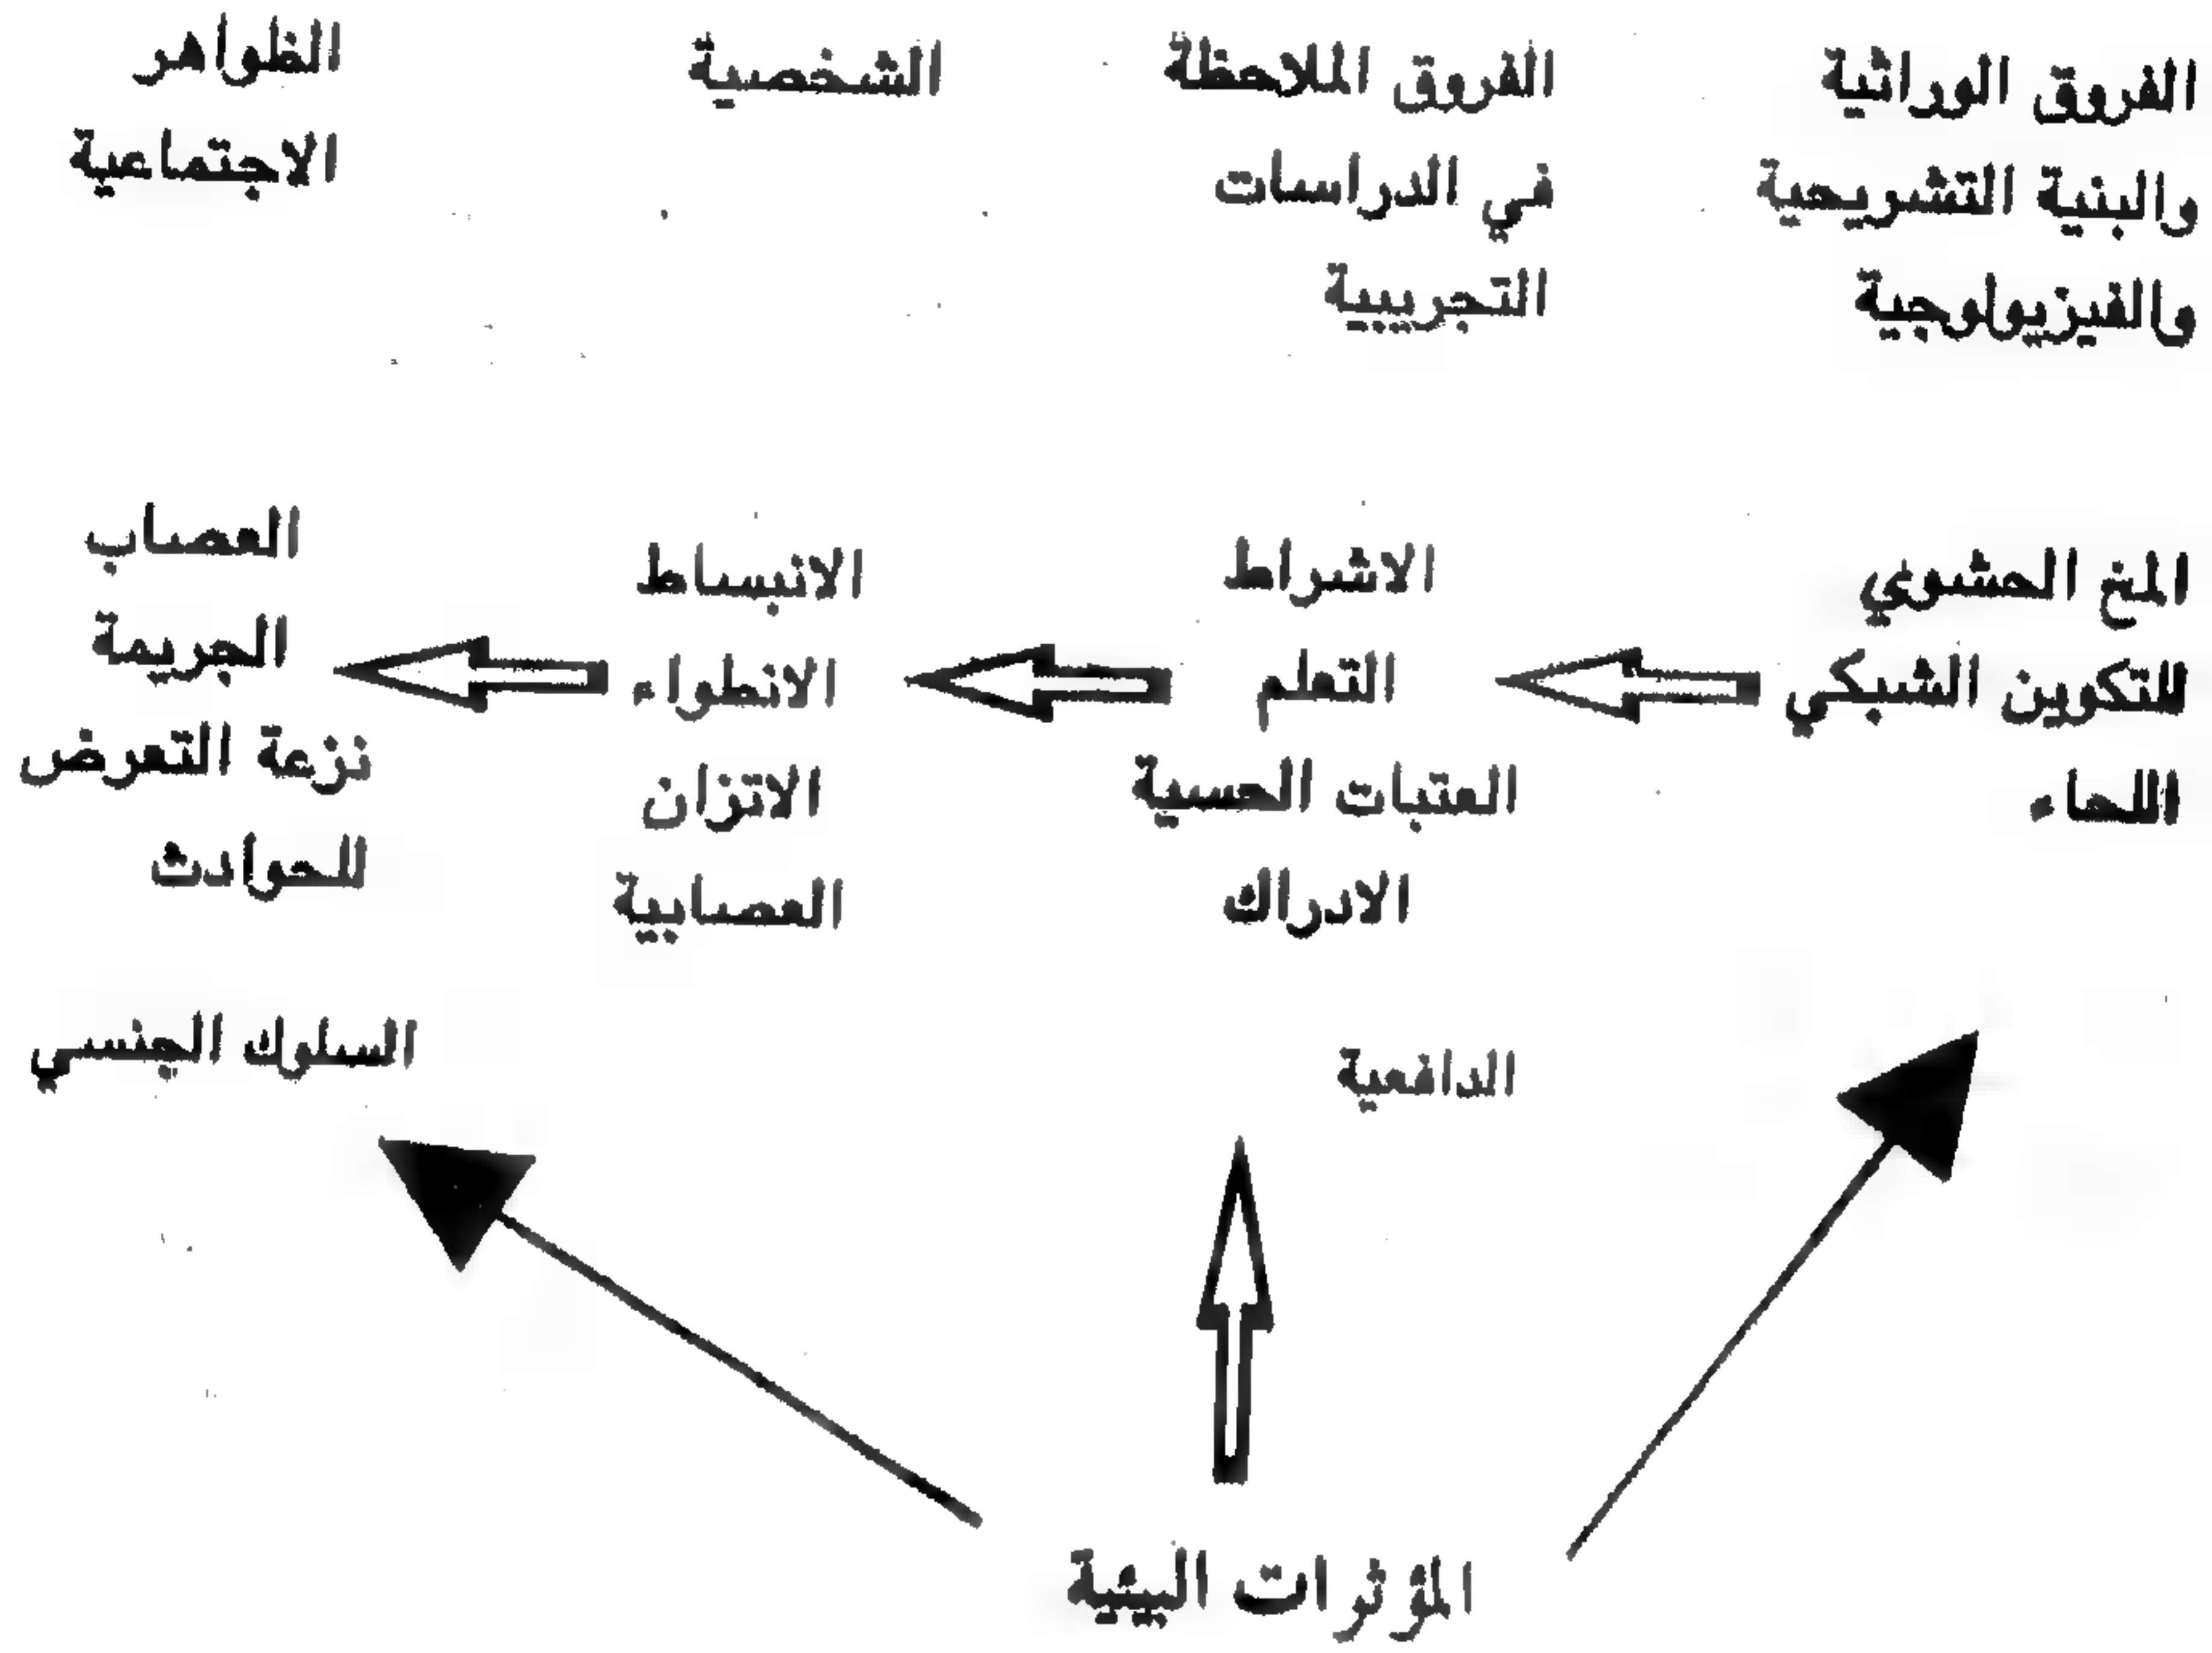 الفروق الوراثية
والبنية التشريحية
والفيزيولوجية
الفروق الملاحظة
في الدراسات
التجريبية
الشخصية
الظواهر
الاجتماعية
المخ الحشوي
للتكوين الشبكي
اللحاء
الاشراط
التعلم
العتبات الحسية
الادراك
الدافعية
الانبساط
الانطواء
الاتزان
العصابية
العصاب
الجريمة
نزعة التعرض
للحوادث
السلوك الجنسي
المؤثرات البيئية